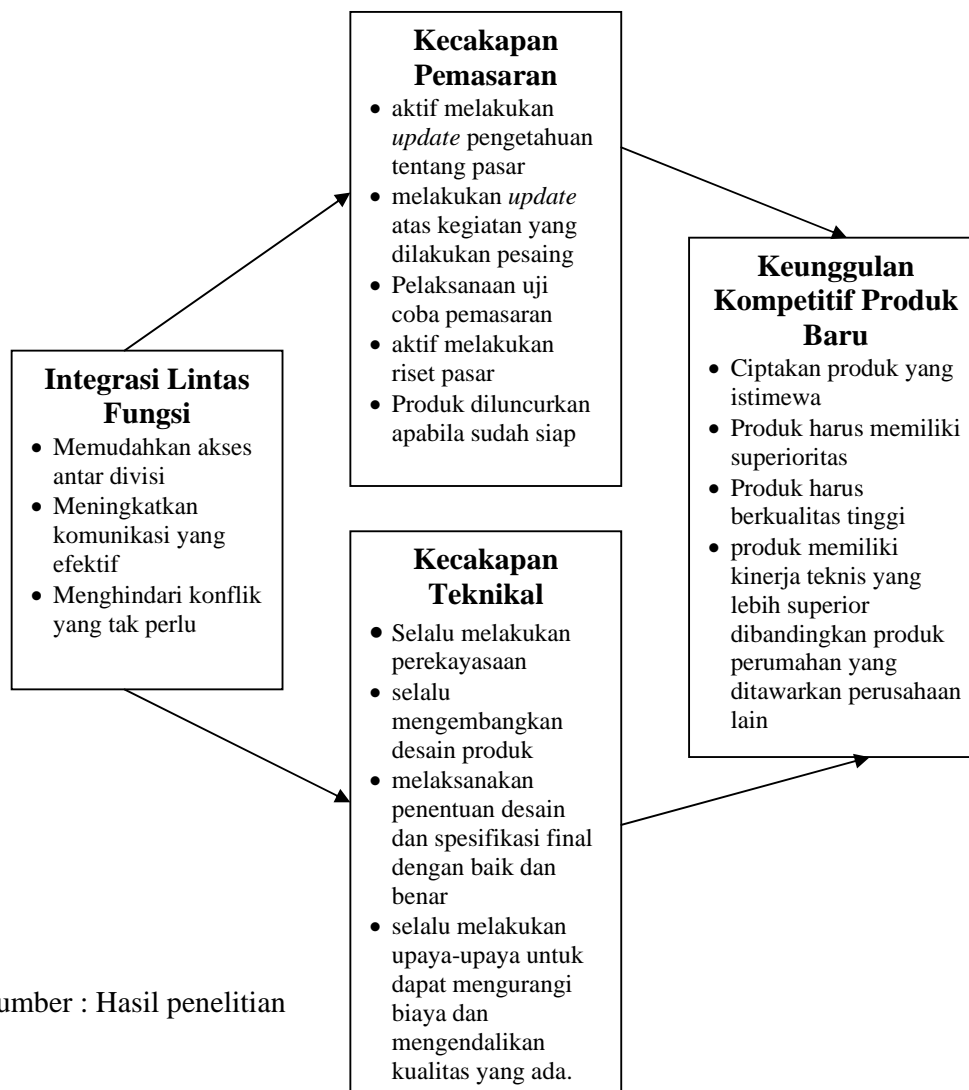 Kecakapan
Pemasaran
• aktif melakukan
update pengetahuan
tentang pasar
• melakukan update
atas kegiatan yang
dilakukan pesaing
• Pelaksanaan uji
coba pemasaran
• aktif melakukan
riset pasar
• Produk diluncurkan
apabila sudah siap
Integrasi Lintas
Fungsi
• Memudahkan akses
antar divisi
• Meningkatkan
komunikasi yang
efektif
• Menghindari konflik
yang tak perlu
Kecakapan
Teknikal
• Selalu melakukan
perekayasaan
• selalu
mengembangkan
desain produk
• melaksanakan
penentuan desain
dan spesifikasi final
dengan baik dan
benar
• selalu melakukan
upaya-upaya untuk
dapat mengurangi
biaya dan
mengendalikan
kualitas yang ada.
Keunggulan
Kompetitif Produk
Baru
• Ciptakan produk yang
istimewa
• Produk harus memiliki
superioritas
• Produk harus
berkualitas tinggi
• produk memiliki
kinerja teknis yang
lebih superior
dibandingkan produk
perumahan yang
ditawarkan perusahaan
lain
umber : Hasil penelitian